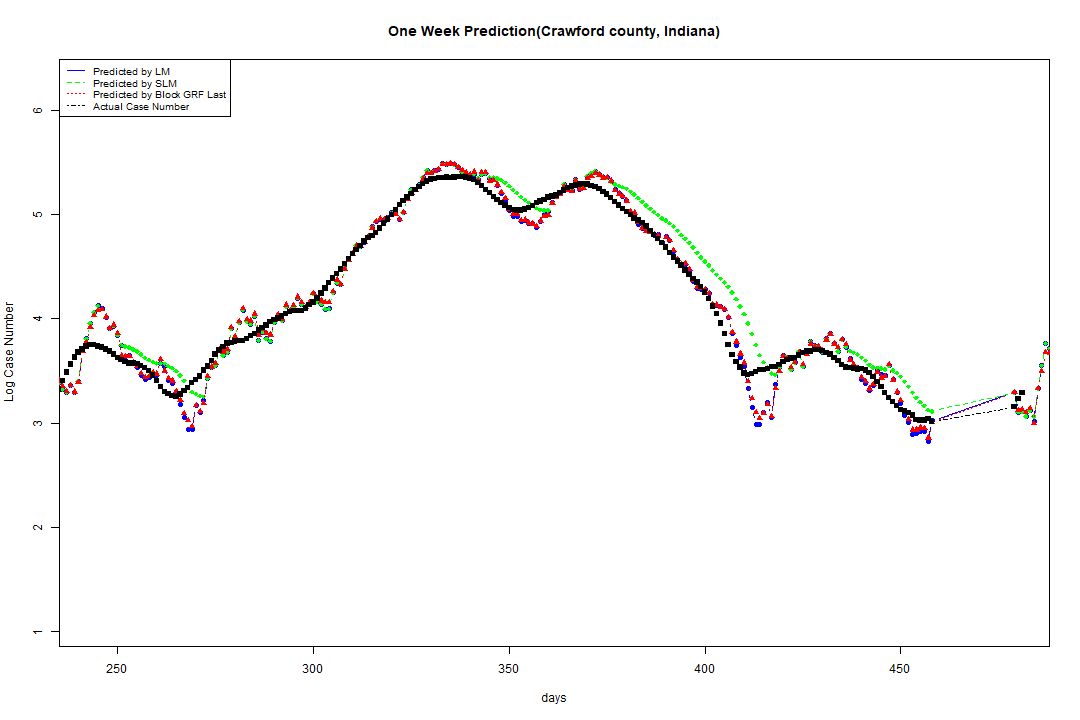 One Week Prediction(Crawford county, Indiana)
Predicted by LM
Predicted by SLM
Predicted by Block GRF Last
Actual Case Number
Log Case Number
6
5
4
3
2
1
250
300
350
400
450
days